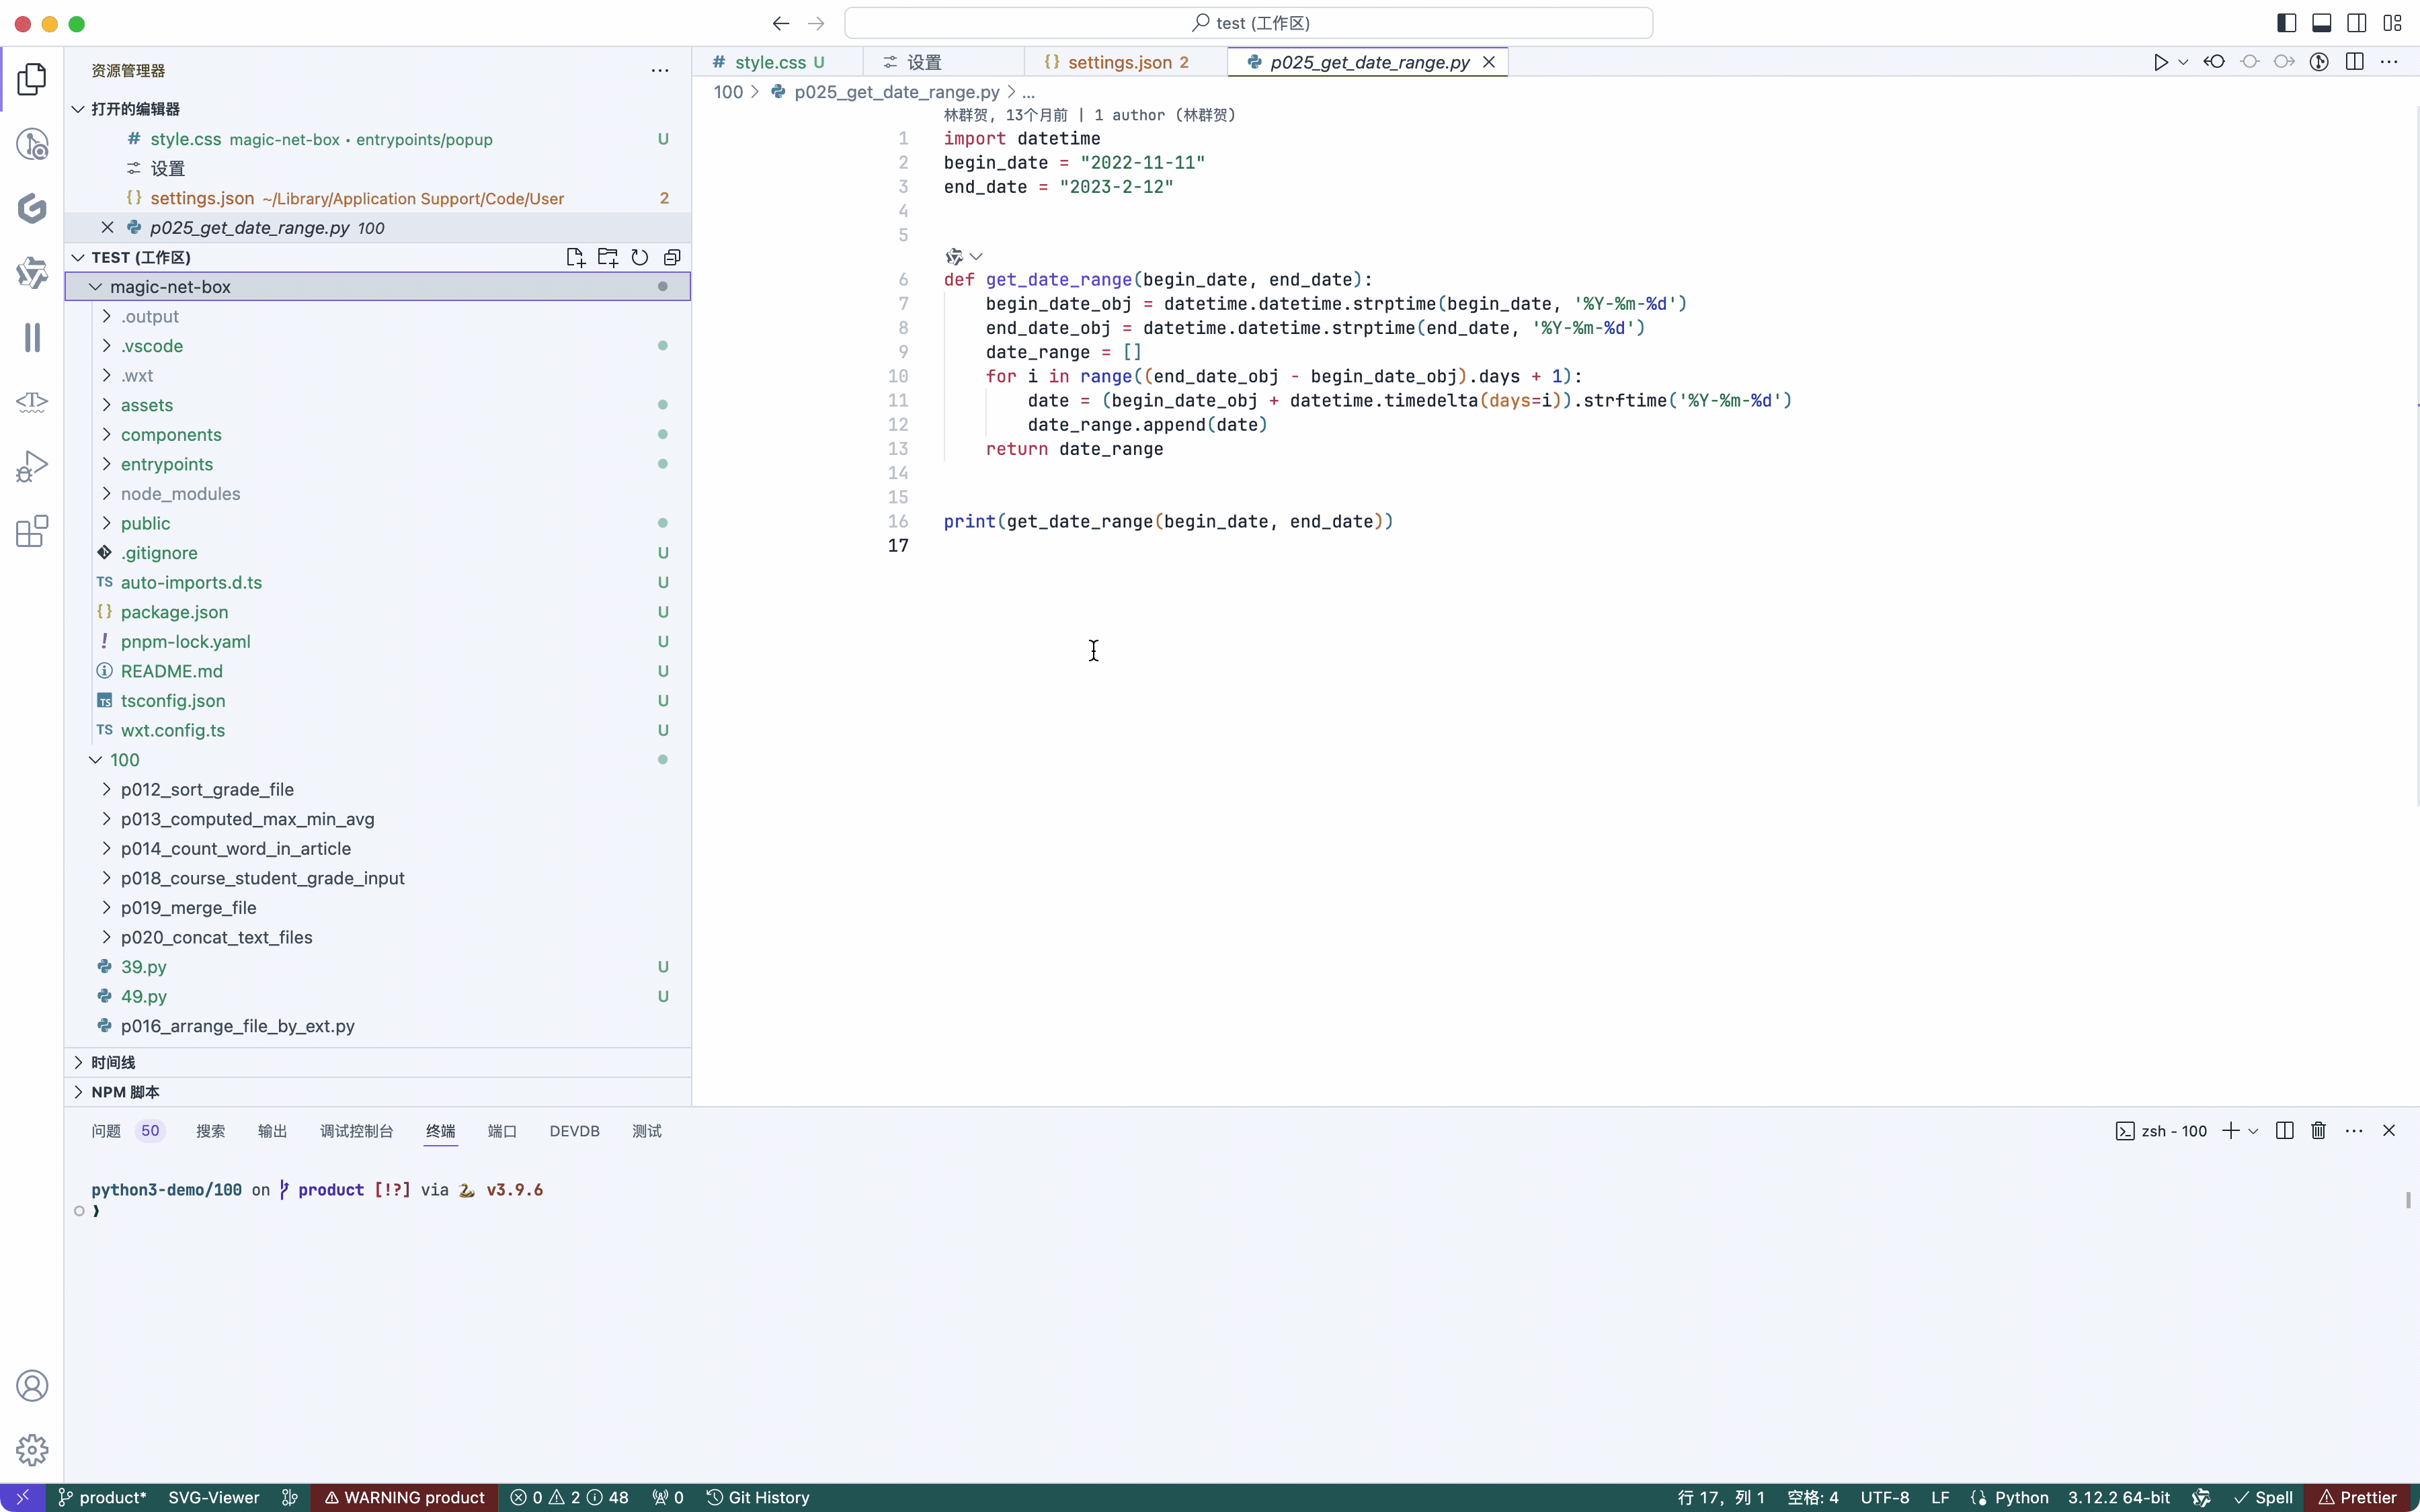 test (工作区)
资源管理器
打开的编辑器
style.css magic-net-box • entrypoints/popup U
设置
settings.json ~/Library/Application Support/Code/User 2
p025_get_date_range.py 100
TEST (工作区)
magic-net-box
.output
.vscode
.wxt
assets
components
entrypoints
node_modules
public
.gitignore U
auto-imports.d.ts U
package.json U
pnpm-lock.yaml U
README.md U
tsconfig.json U
wxt.config.ts U
100
p012_sort_grade_file
p013_computed_max_min_avg
p014_count_word_in_article
p018_course_student_grade_input
p019_merge_file
p020_concat_text_files
39.py U
49.py U
p016_arrange_file_by_ext.py
时间线
NPM 脚本
style.css U 设置 settings.json 2 p025_get_date_range.py
100 > p025_get_date_range.py > ...
林群贺, 13个月前 | 1 author (林群贺)
1 import datetime
2 begin_date = "2022-11-11"
3 end_date = "2023-2-12"
4
5
6 def get_date_range(begin_date, end_date):
7 begin_date_obj = datetime.datetime.strptime(begin_date, '%Y-%m-%d')
8 end_date_obj = datetime.datetime.strptime(end_date, '%Y-%m-%d')
9 date_range = []
10 for i in range((end_date_obj - begin_date_obj).days + 1):
11 date = (begin_date_obj + datetime.timedelta(days=i)).strftime('%Y-%m-%d')
12 date_range.append(date)
13 return date_range
14
15
16 print(get_date_range(begin_date, end_date))
17
问题 50 搜索 输出 调试控制台 终端 端口 DEVDB 测试 zsh - 100
python3-demo/100 on product [!?] via 🐍 v3.9.6
❯
product* SVG-Viewer WARNING product 0 2 48 0 Git History 行 17，列 1 空格: 4 UTF-8 LF Python 3.12.2 64-bit Spell Prettier